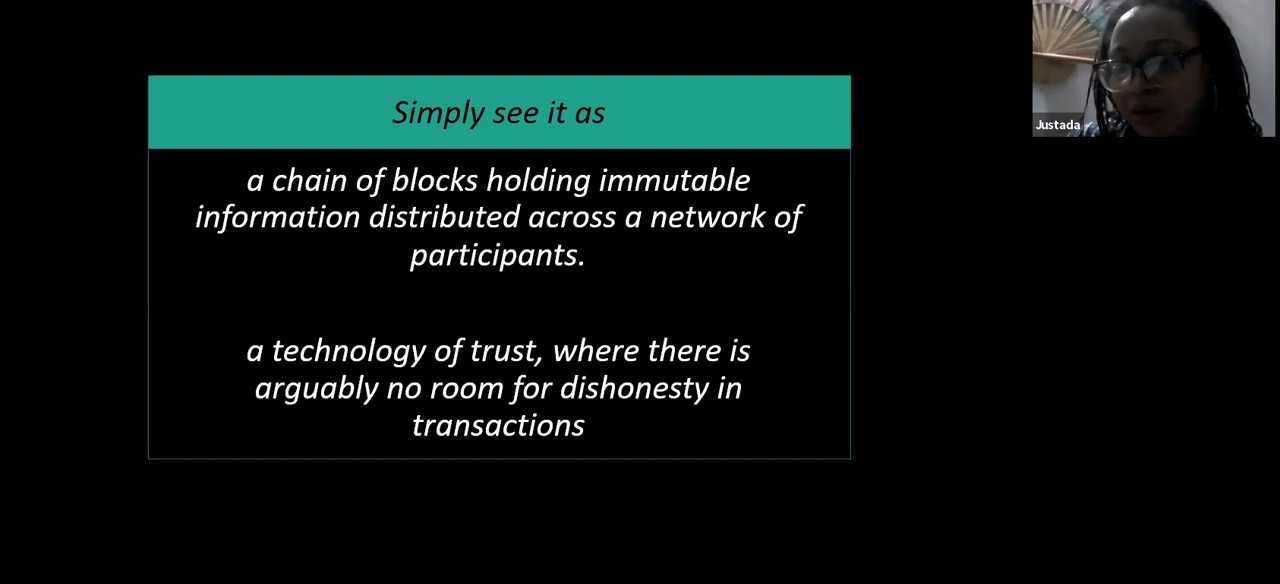 Simply see it as
a chain of blocks holding immutable
information distributed across a network of
participants.
a technology of trust, where there is
arguably no room for dishonesty in
transactions
Justada